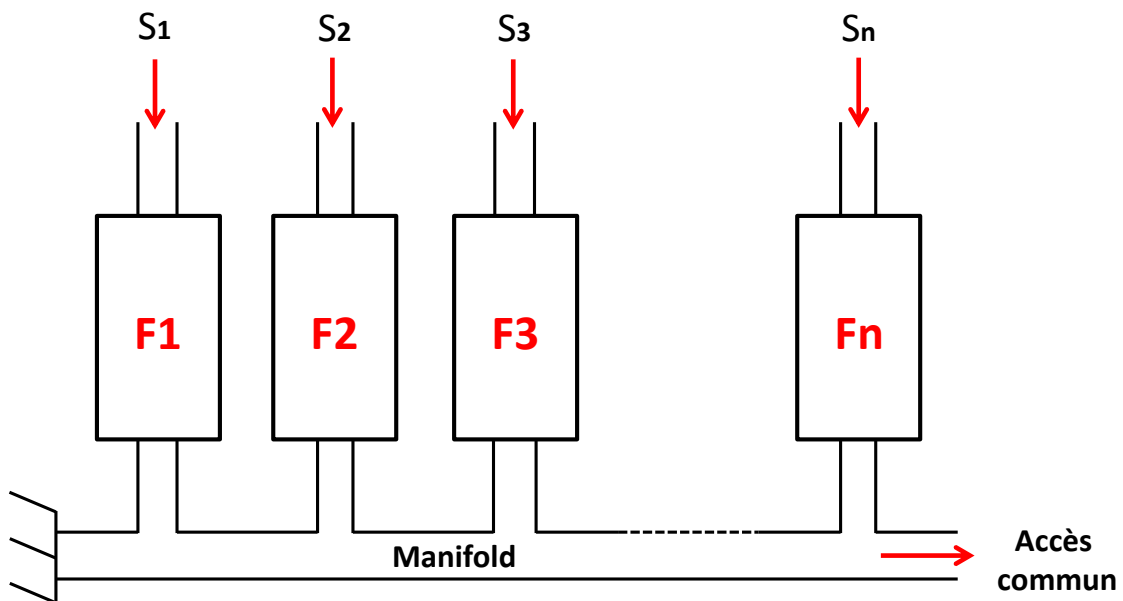 S1 S2 S3 Sn
F1 F2 F3 Fn
Manifold
Accès
commun